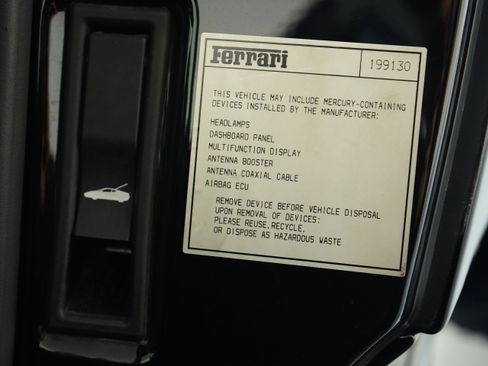 Ferrari
199130
THIS VEHICLE MAY INCLUDE MERCURY-CONTAINING
DEVICES INSTALLED BY THE MANUFACTURER:
HEADLAMPS
DASHBOARD PANEL
MULTIFUNCTION DISPLAY
ANTENNA BOOSTER
ANTENNA COAXIAL CABLE
AIRBAG ECU
REMOVE DEVICE BEFORE VEHICLE DISPOSAL
UPON REMOVAL OF DEVICES:
PLEASE REUSE,RECYCLE,
OR DISPOSE AS HAZARDOUS WASTE